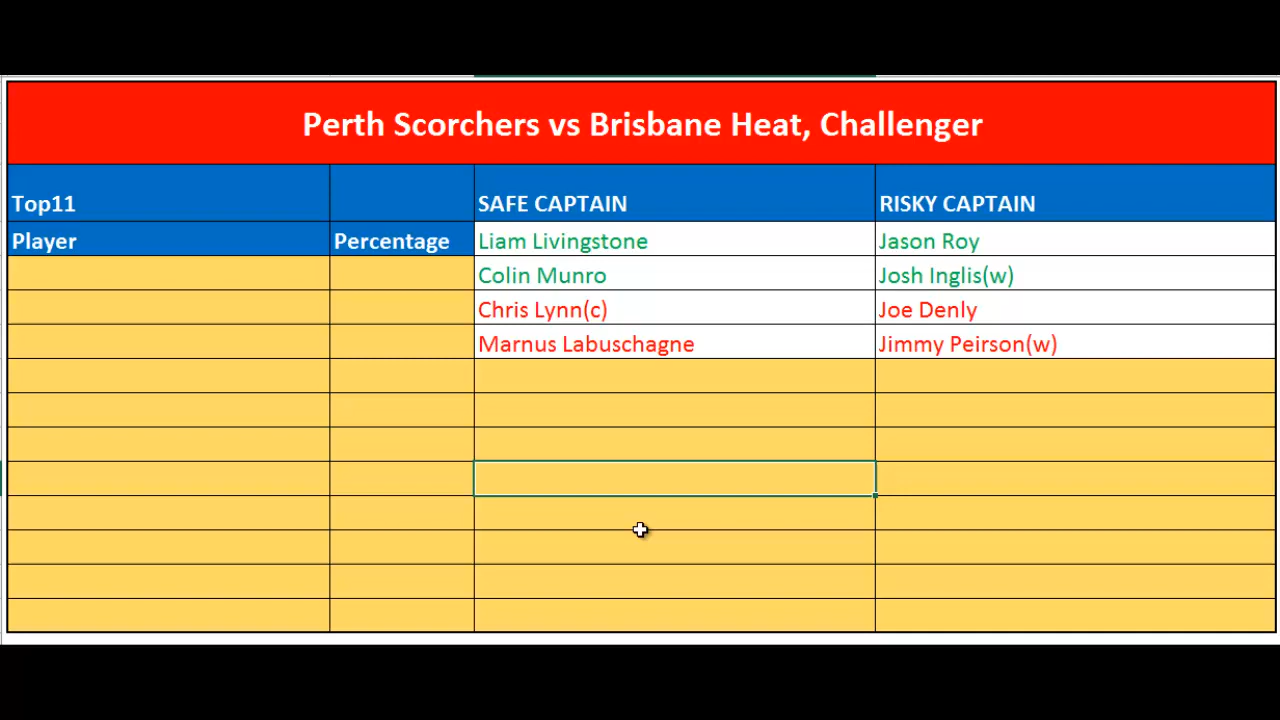 Perth Scorchers vs Brisbane Heat, Challenger
Top11 SAFE CAPTAIN RISKY CAPTAIN
Player Percentage Liam Livingstone Jason Roy
Colin Munro Josh Inglis(w)
Chris Lynn(c) Joe Denly
Marnus Labuschagne Jimmy Peirson(w)